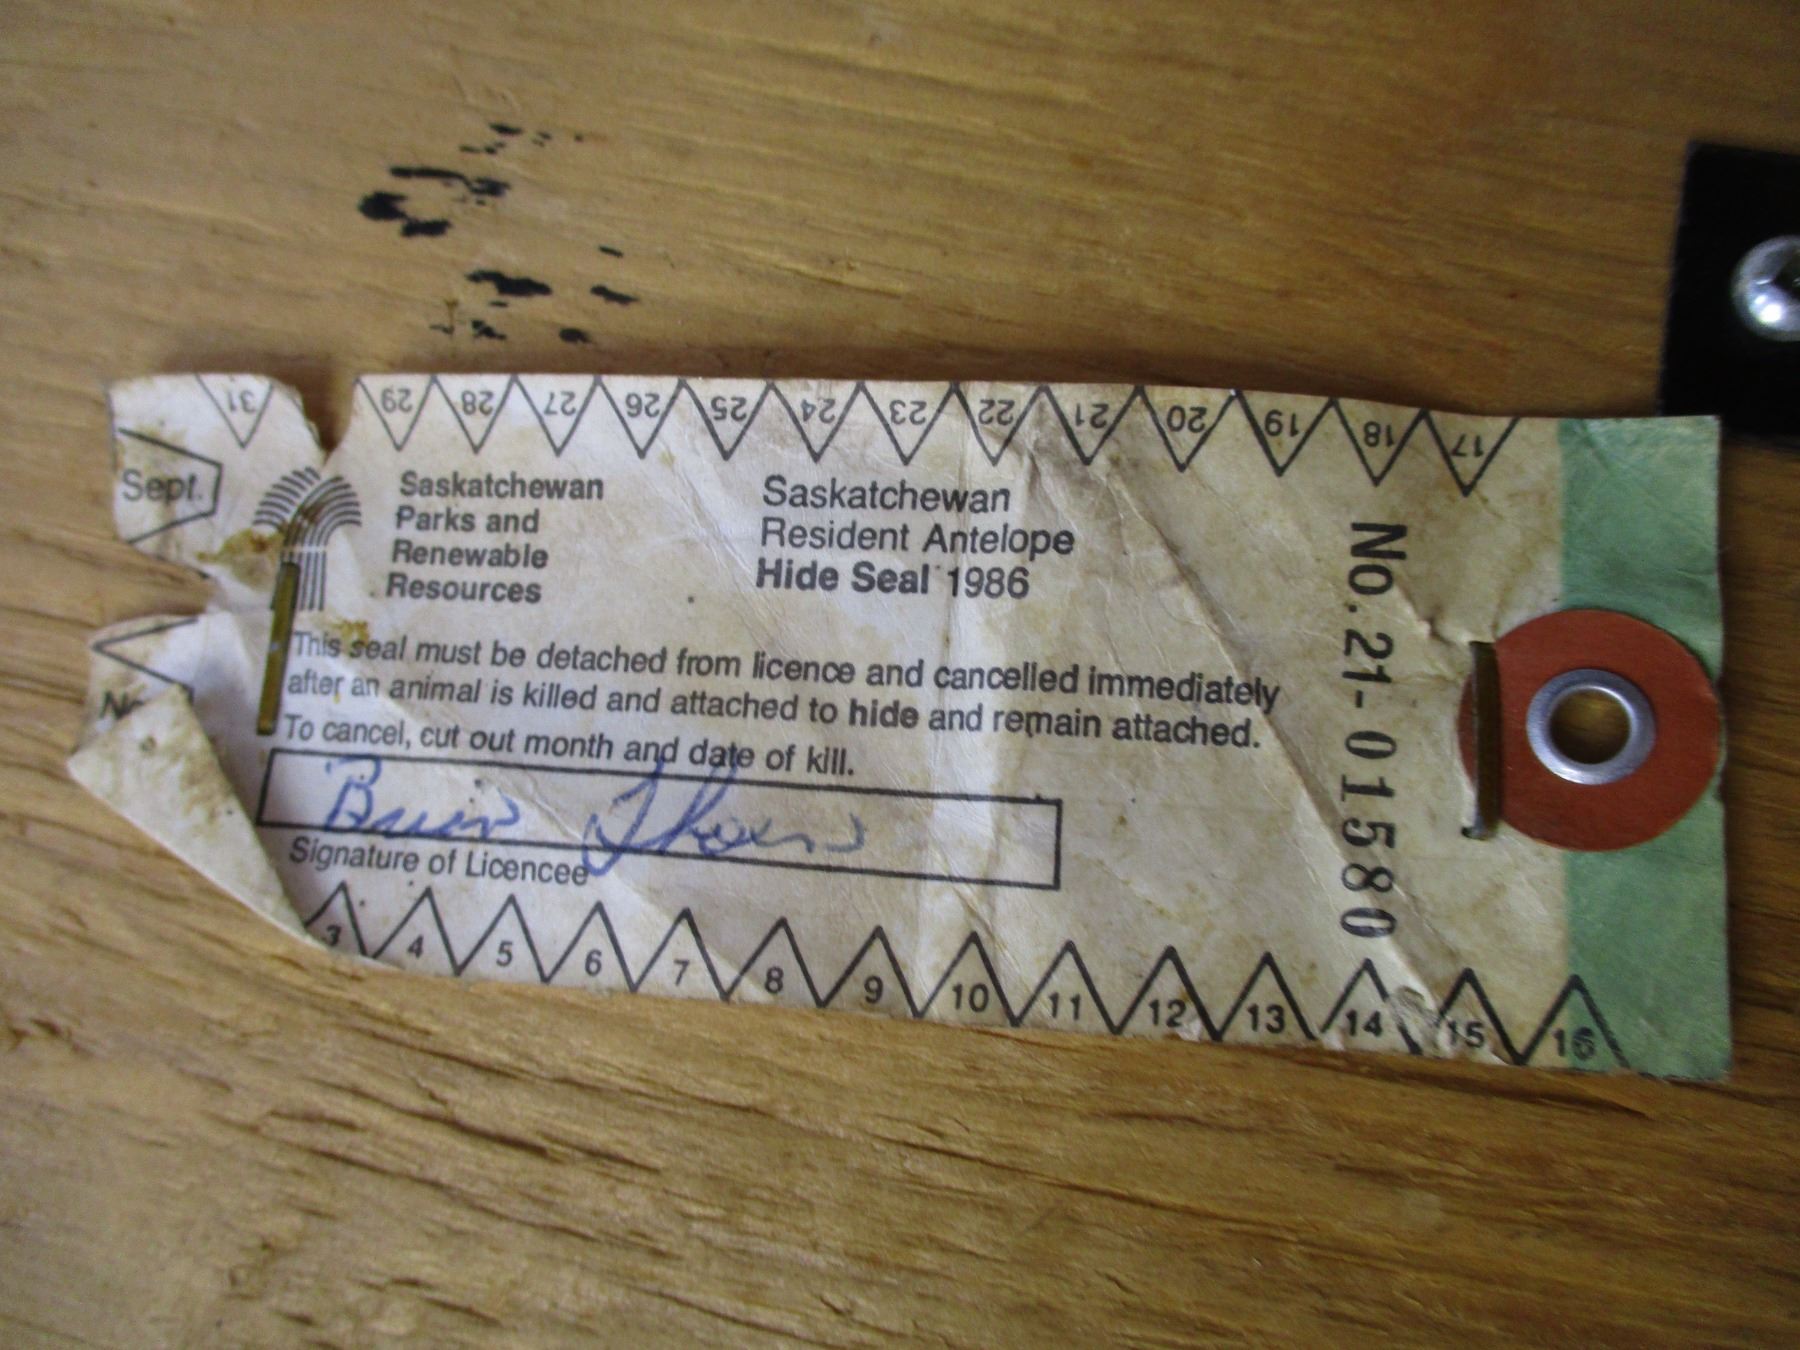 31 29 28 27 26 25 24 23 22 21 20 19 18 17
Sept.
Saskatchewan
Parks and
Renewable
Resources
Saskatchewan
Resident Antelope
Hide Seal 1986
No. 21-01580
This seal must be detached from licence and cancelled immediately
after an animal is killed and attached to hide and remain attached.
To cancel, cut out month and date of kill.
Signature of Licencee
3 4 5 6 7 8 9 10 11 12 13 14 15 16